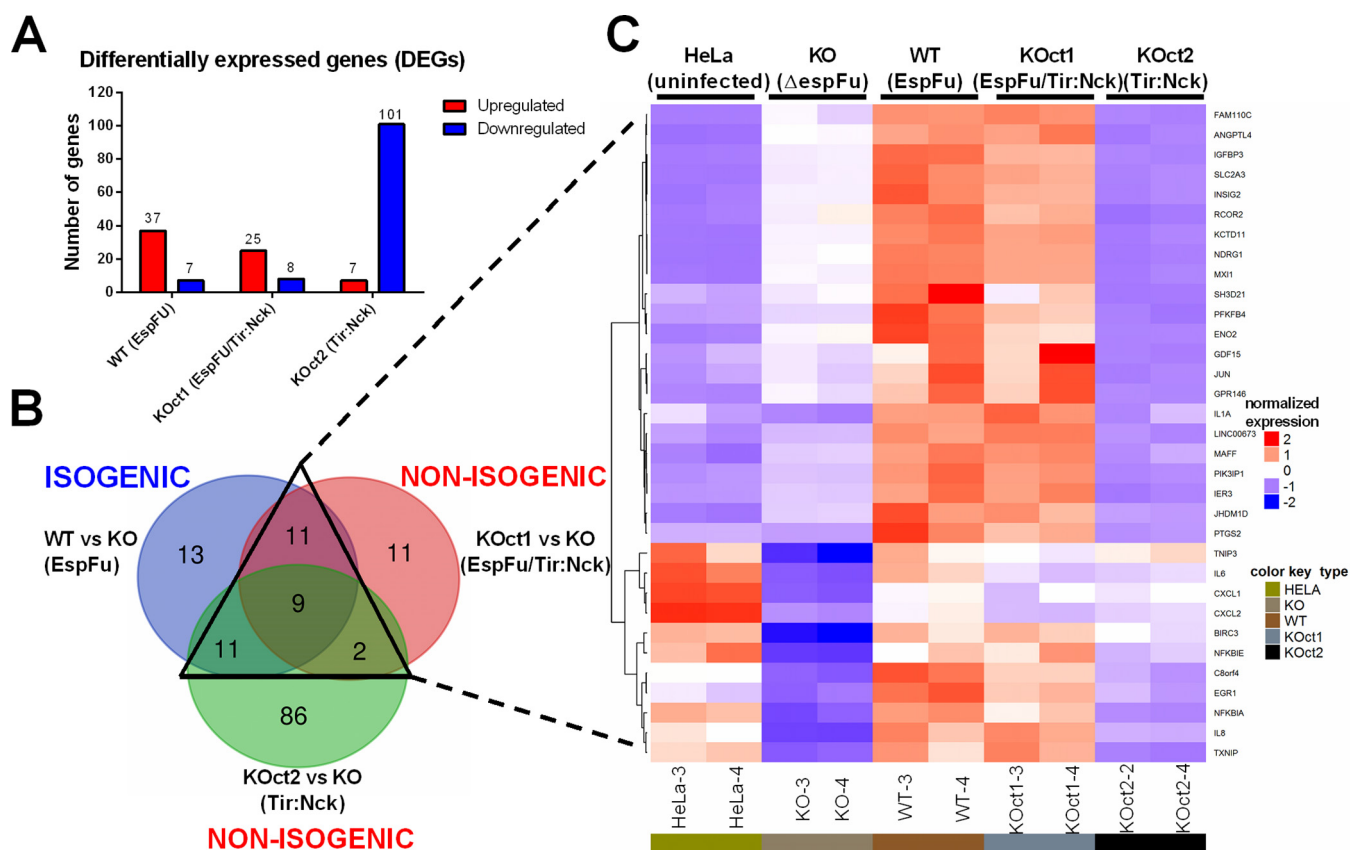 A
Differentially expressed genes (DEGs)
Number of genes
120
100
80
60
40
20
0
37
7
25
8
7
101
Upregulated
Downregulated
WT (EspFU)
KOct1 (EspFU/Tir:Nck)
KOct2 (Tir:Nck)
B
ISOGENIC
NON-ISOGENIC
WT vs KO
(EspFu)
KOct1 vs KO
(EspFu/Tir:Nck)
13
11
11
9
11
2
86
KOct2 vs KO
(Tir:Nck)
NON-ISOGENIC
C
HeLa
(uninfected)
KO
(ΔespFu)
WT
(EspFu)
KOct1
(EspFu/Tir:Nck)
KOct2
(Tir:Nck)
FAM110C
ANGPTL4
IGFBP3
SLC2A3
INSIG2
RCOR2
KCTD11
NDRG1
MXI1
SH3D21
PFKFB4
ENO2
GDF15
JUN
GPR146
IL1A
LINC00673
MAFF
PIK3IP1
IER3
JHDM1D
PTGS2
TNIP3
IL6
CXCL1
CXCL2
BIRC3
NFKBIE
C8orf4
EGR1
NFKBIA
IL8
TXNIP
HeLa-3
HeLa-4
KO-3
KO-4
WT-3
WT-4
KOct1-3
KOct1-4
KOct2-2
KOct2-4
normalized
expression
2
1
0
-1
-2
color key type
HELA
KO
WT
KOct1
KOct2